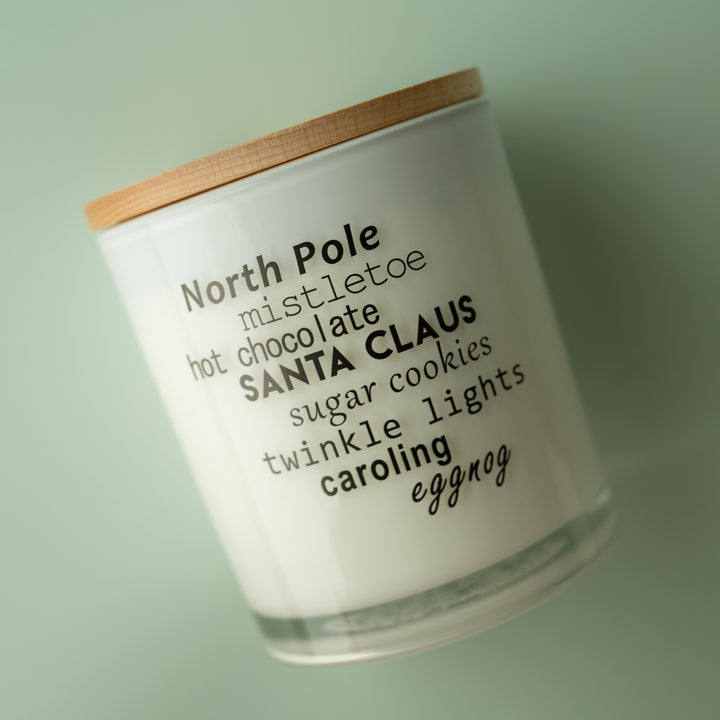 North Pole
mistletoe
hot chocolate
SANTA CLAUS
sugar cookies
twinkle lights
caroling
eggnog